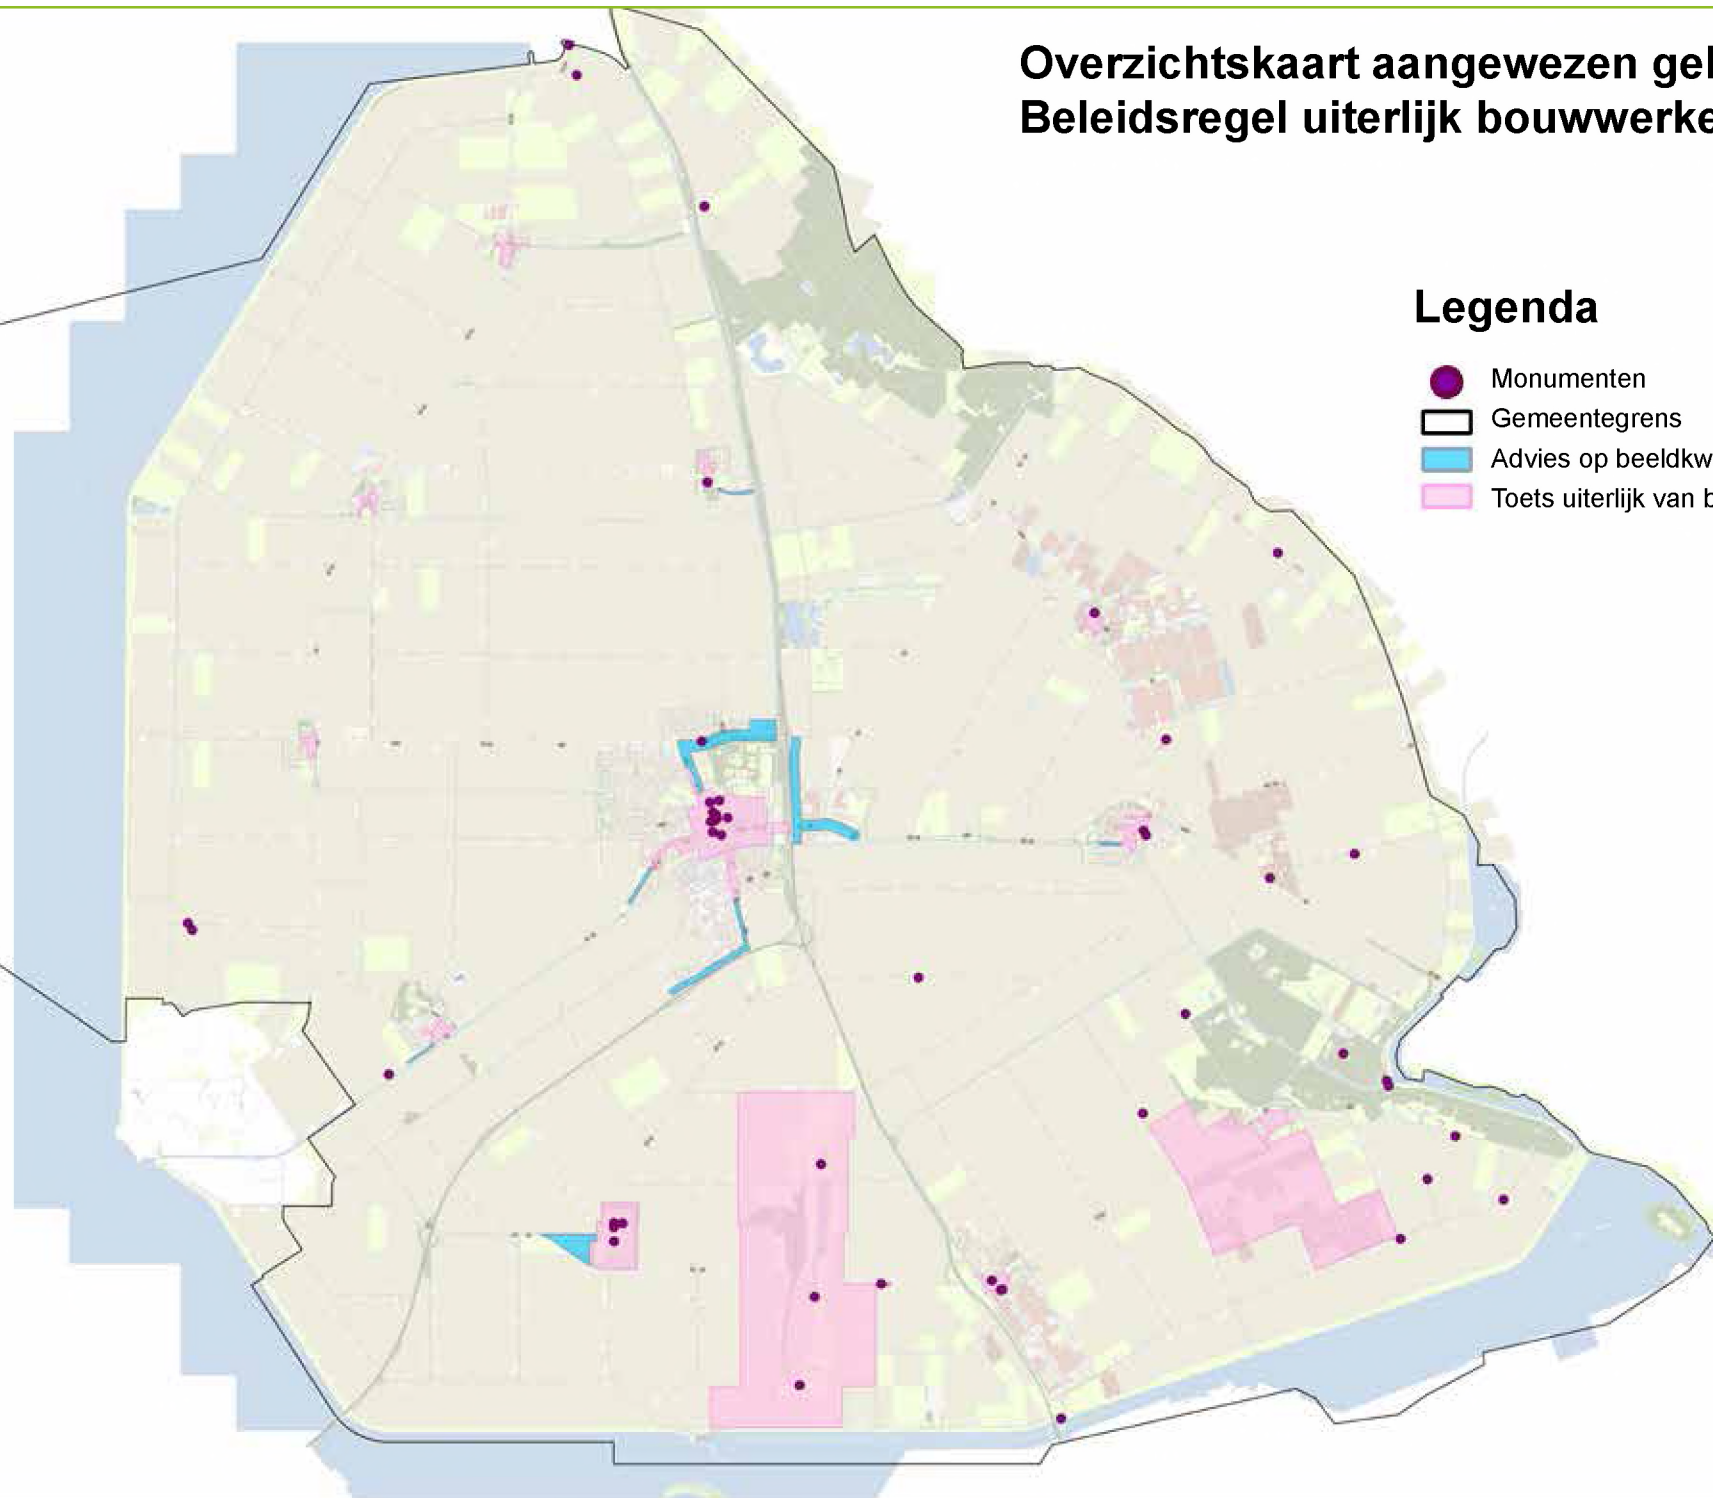 Overzichtskaart aangewezen gel
Beleidsregel uiterlijk bouwwerke
Legenda
Monumenten
Gemeentegrens
Advies op beeldkw
Toets uiterlijk van b